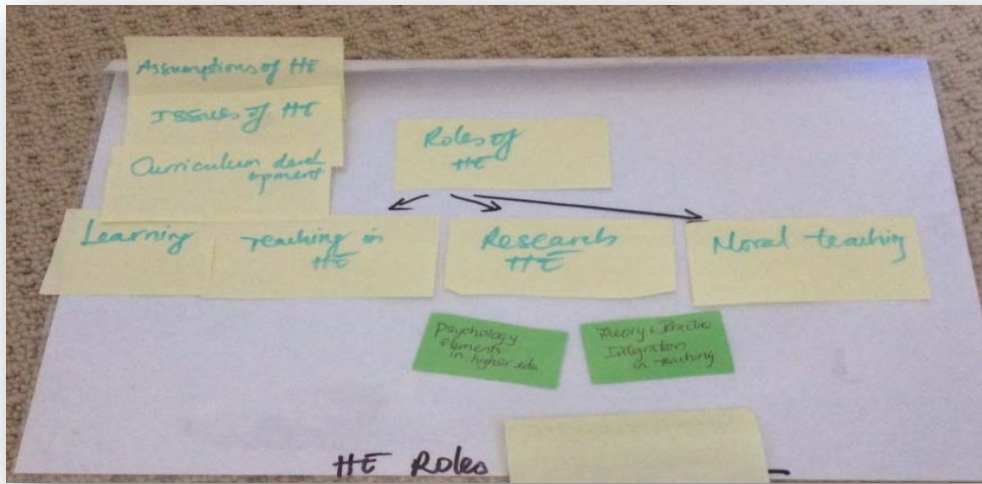 Assumptions of HE
Issues of HE
Curriculum devel
opment
Roles of
HE
Learning
Teaching in
HE
Research
HE
Moral teaching
Psychology
elements
in higher edu
Theory & Practice
Integration
in teaching
HE Roles